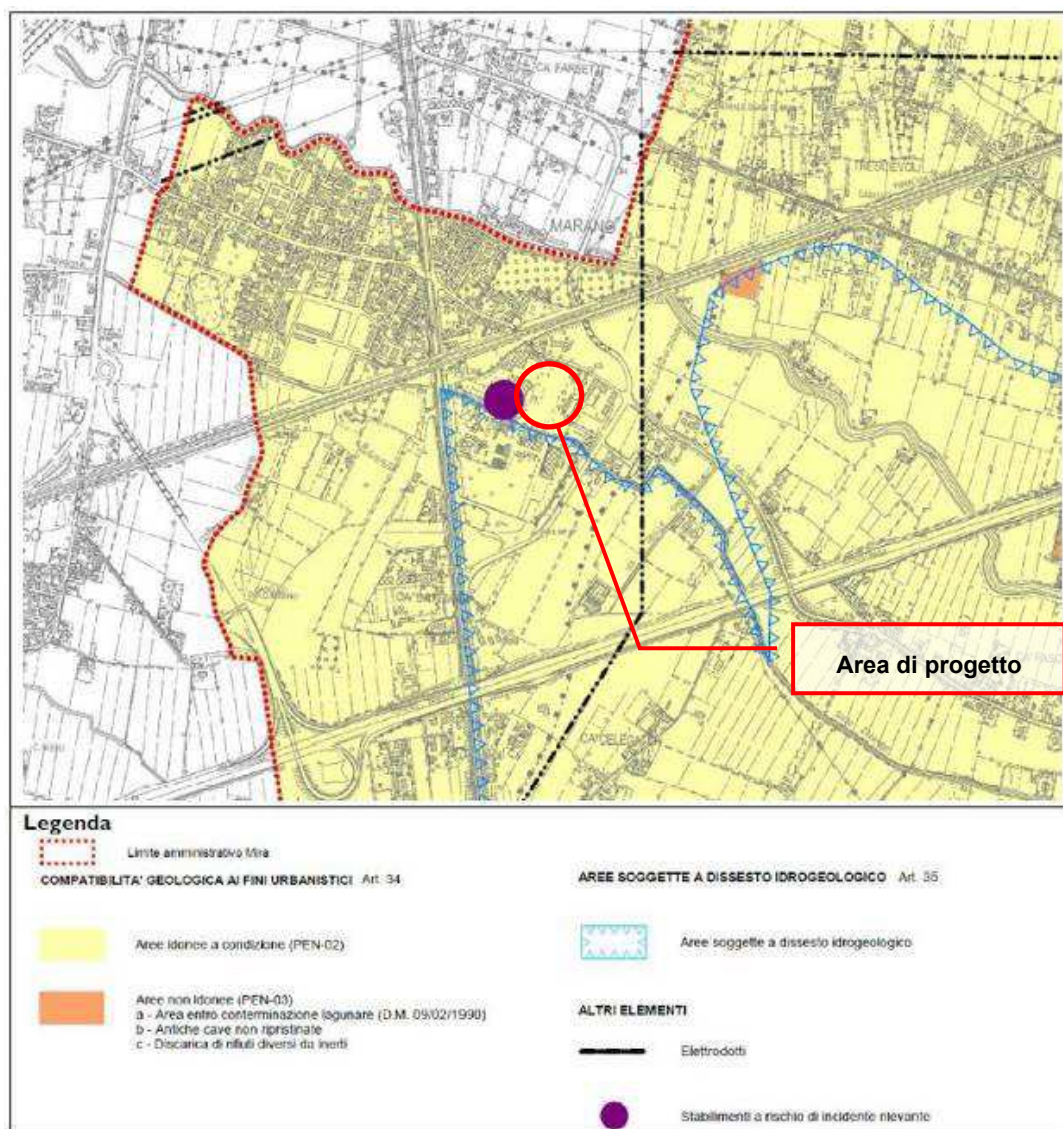 CA' FARSETTI
MARANO
Area di progetto
Legenda
Limite amministrativo Mira
COMPATIBILITA' GEOLOGICA AI FINI URBANISTICI Art. 34
Aree idonee a condizione (PEN-02)
Aree non idonee (PEN-03)
a - Area entro conterminazione lagunare (D.M. 09/02/1990)
b - Antiche cave non ripristinate
c - Discarica di rifiuti diversi da inerti
AREE SOGGETTE A DISSESTO IDROGEOLOGICO Art. 35
Aree soggette a dissesto idrogeologico
ALTRI ELEMENTI
Elettrodotti
Stabilimenti a rischio di incidente rilevante